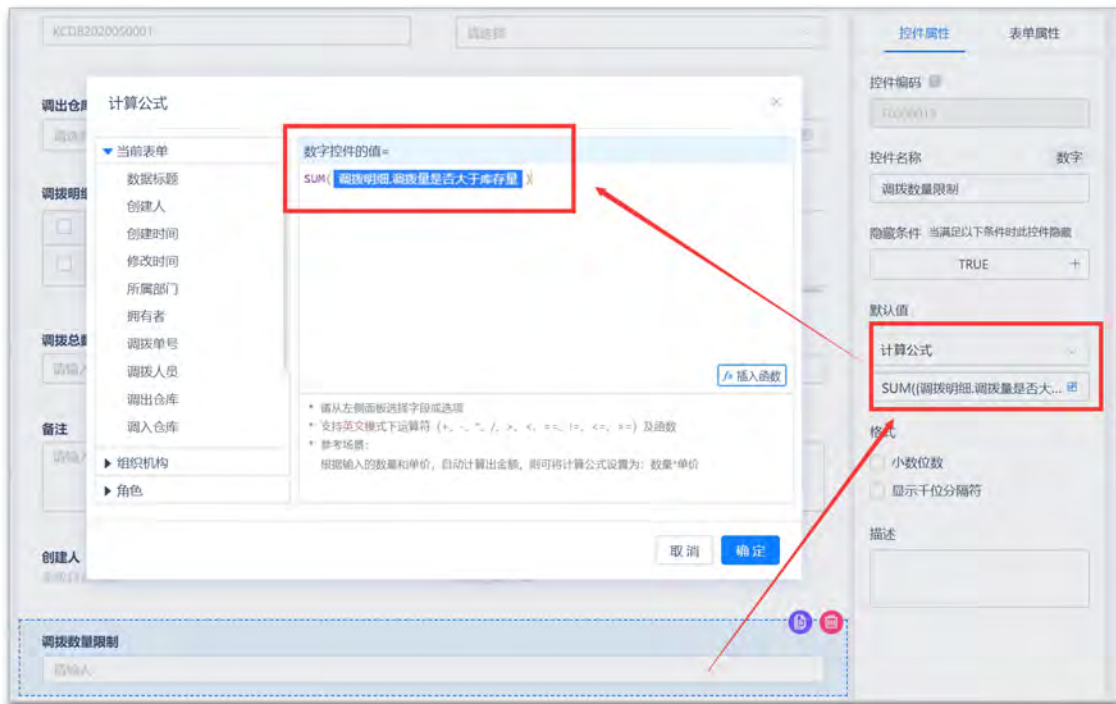 KCDB2020050001
请选择
控件属性 表单属性
控件编码
F0000013
控件名称 数字
调拨数量限制
隐藏条件 当满足以下条件时此控件隐藏
TRUE +
默认值
计算公式
SUM((调拨明细.调拨量是否大...
格式
小数位数
显示千位分隔符
描述
调出仓库
调拨明细
调拨总数
请输入
备注
请输入
创建人
计算公式
当前表单
数据标题
创建人
创建时间
修改时间
所属部门
拥有者
调拨单号
调拨人员
调出仓库
调入仓库
组织机构
角色
数字控件的值=
SUM( 调拨明细.调拨量是否大于库存量 )
fx 插入函数
* 请从左侧面板选择字段或选项
* 支持英文模式下运算符 (+、-、*、/、>、<、==、!=、<=、>=) 及函数
* 参考场景:
根据输入的数量和单价, 自动计算出金额, 则可将计算公式设置为: 数量*单价
取消 确定
调拨数量限制
请输入